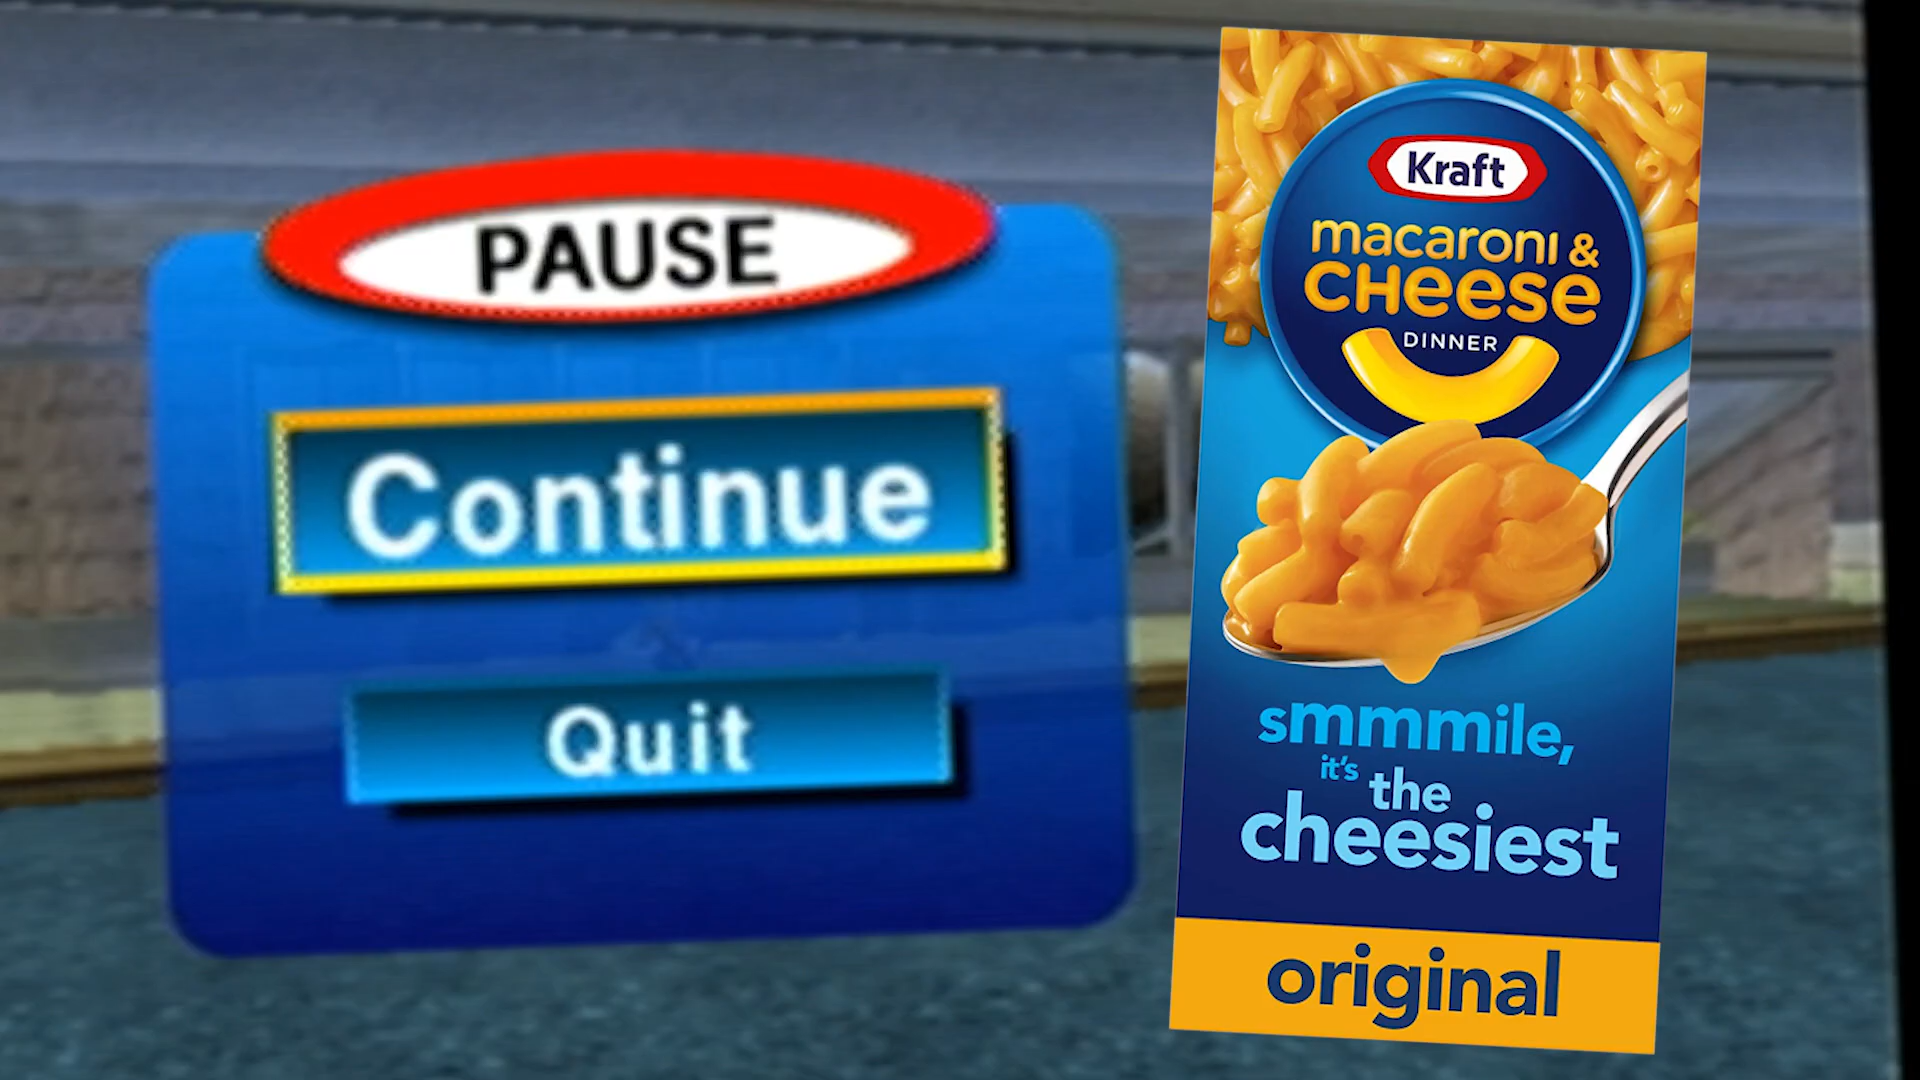 PAUSE
Continue
Quit
Kraft
macaroni &
CHeese
DINNER
smmmile,
it's the
cheesiest
original